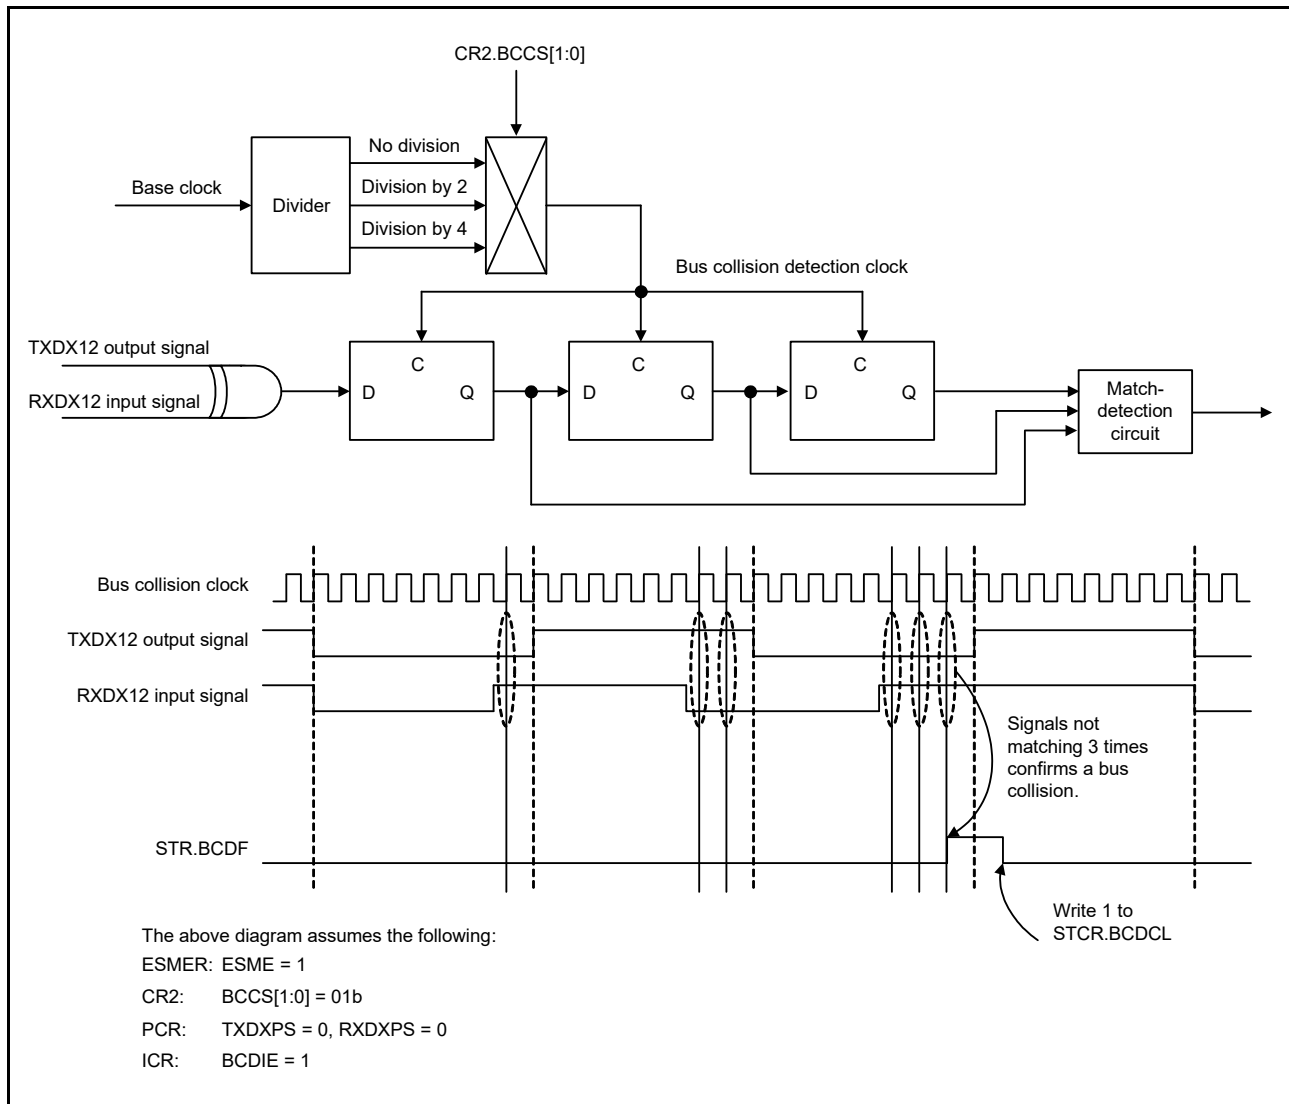 CR2.BCCS[1:0]
No division
Base clock
Division by 2
Divider
Division by 4
Bus collision detection clock
TXDX12 output signal
RXDX12 input signal
C
D
Q
C
D
Q
C
D
Q
Match-
detection
circuit
Bus collision clock
TXDX12 output signal
RXDX12 input signal
Signals not
matching 3 times
confirms a bus
collision.
STR.BCDF
Write 1 to
STCR.BCDCL
The above diagram assumes the following:
ESMER: ESME = 1
CR2: BCCS[1:0] = 01b
PCR: TXDXPS = 0, RXDXPS = 0
ICR: BCDIE = 1